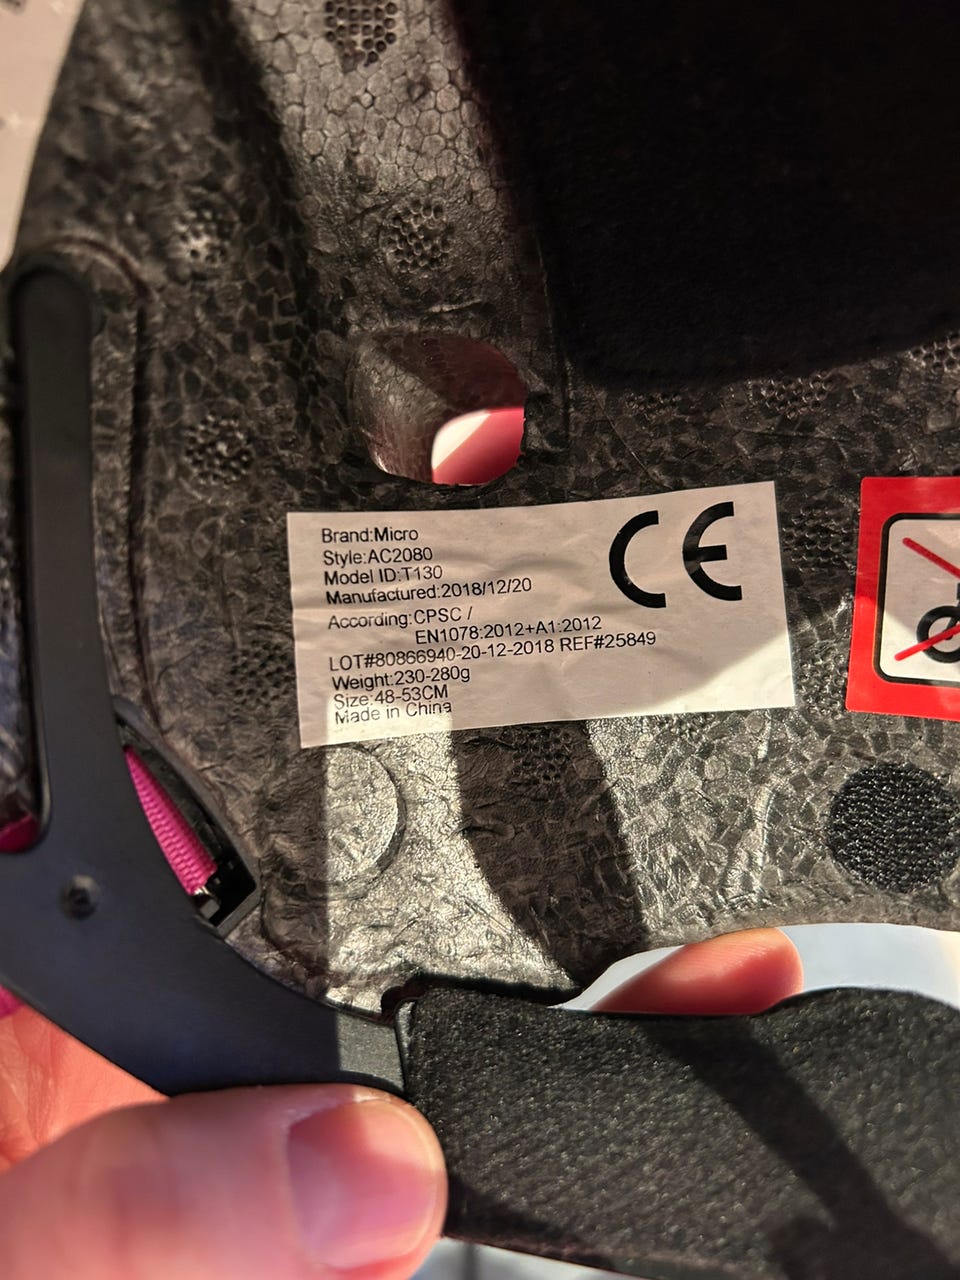 Brand:Micro
Style:AC2080
Model ID:T130
Manufactured:2018/12/20
According:CPSC /
EN1078:2012+A1:2012
LOT#80866940-20-12-2018 REF#25849
Weight:230-280g
Size:48-53CM
Made in China
CE